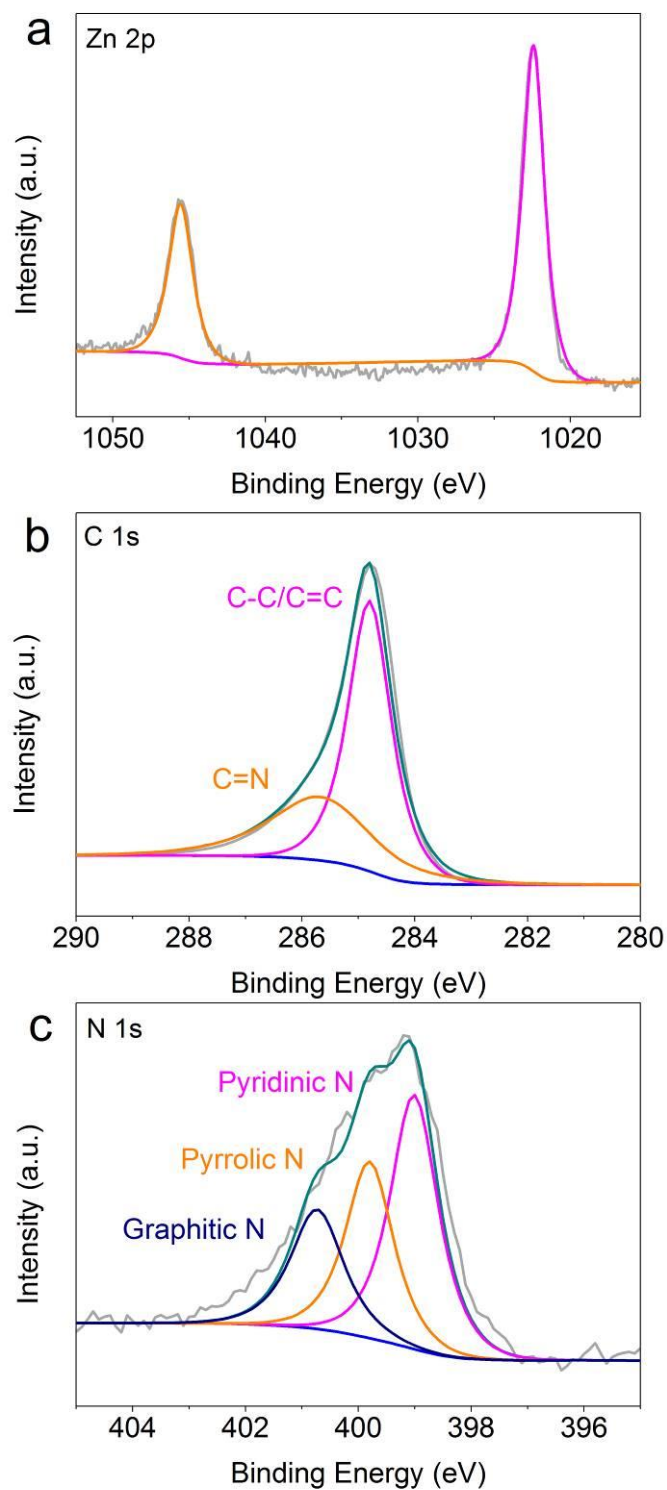 a
Zn 2p
Intensity (a.u.)
1050 1040 1030 1020
Binding Energy (eV)
b
C 1s
C-C/C=C
C=N
Intensity (a.u.)
290 288 286 284 282 280
Binding Energy (eV)
c
N 1s
Pyridinic N
Pyrrolic N
Graphitic N
Intensity (a.u.)
404 402 400 398 396
Binding Energy (eV)